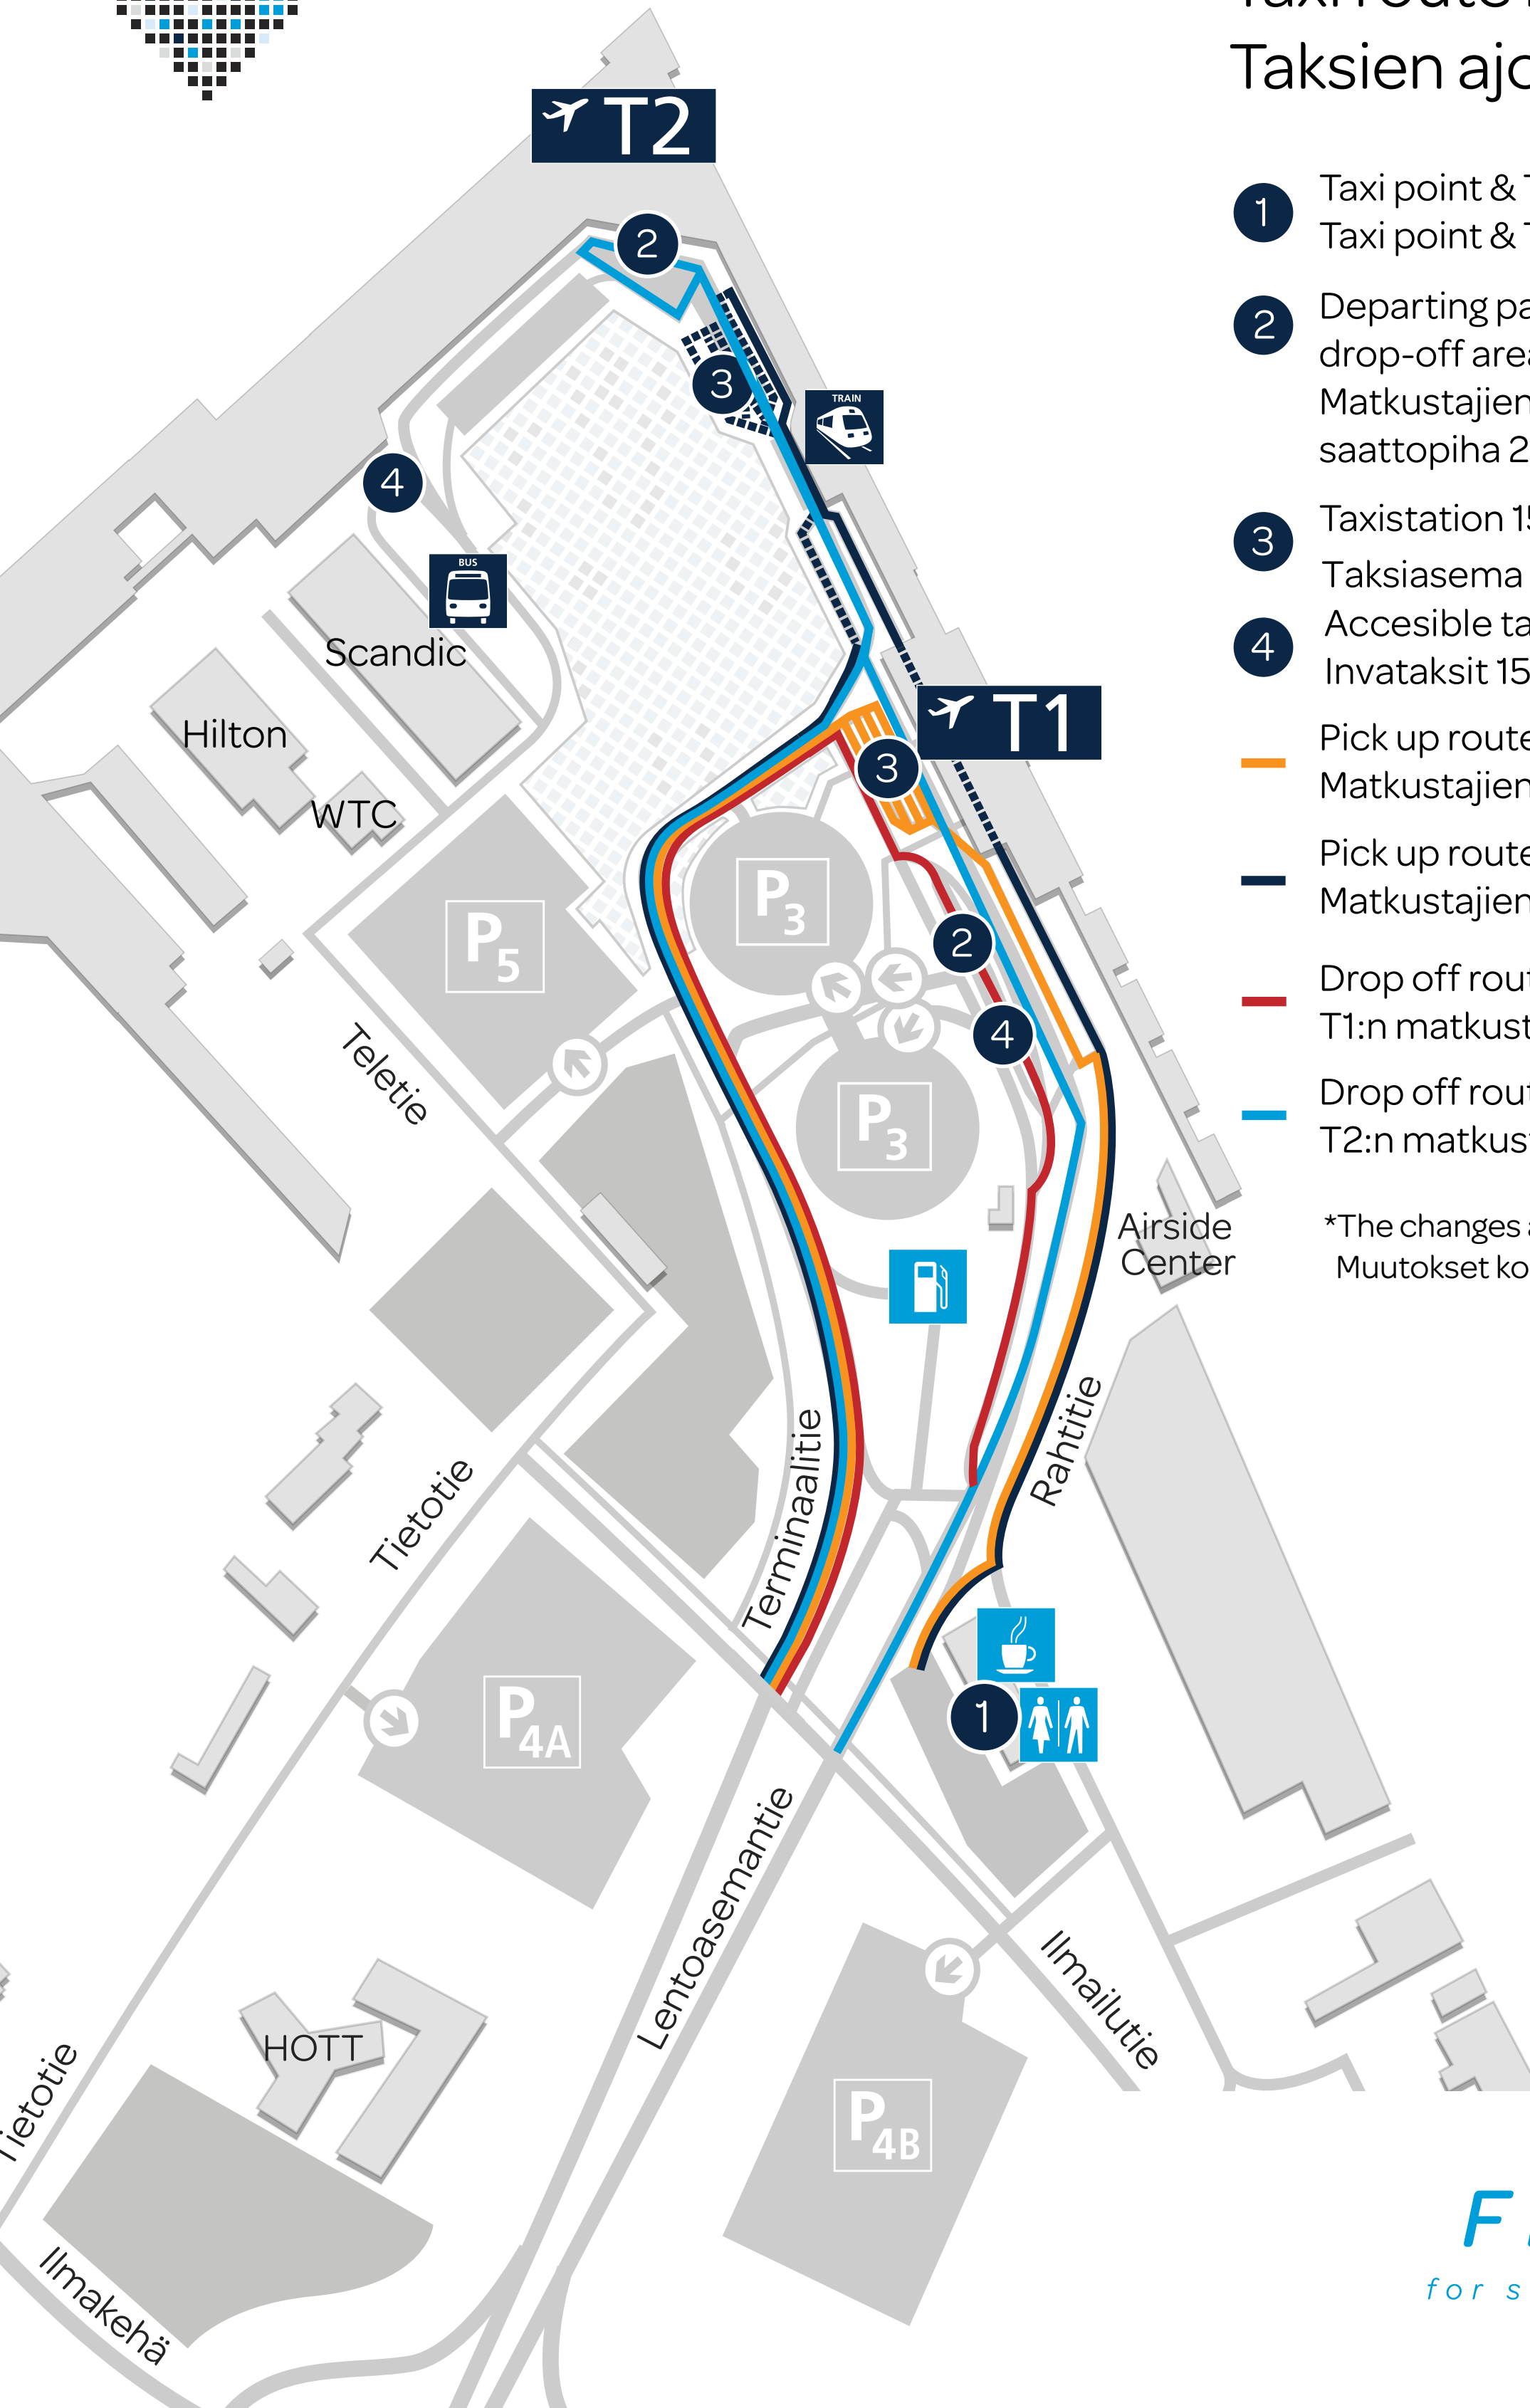 Taksien ajo
1
Taxi point & T
Taxi point & T
2
Departing pa
drop-off area
Matkustajien
saattopiha 2
3
Taxistation 15
Taksiasema
4
Accesible ta
Invataksit 15
Pick up route
Matkustajien
Pick up route
Matkustajien
Drop off rout
T1:n matkust
Drop off rout
T2:n matkust
*The changes a
Muutokset ko
T2
2
3
TRAIN
4
BUS
Scandic
Hilton
WTC
T1
3
P3
P5
2
4
Teletie
P3
Airside
Center
Rahtitie
Terminaalitie
Tietotie
P4A
1
Lentoasemantie
Ilmailutie
HOTT
Tietotie
P4B
Ilmakehä
F
for s